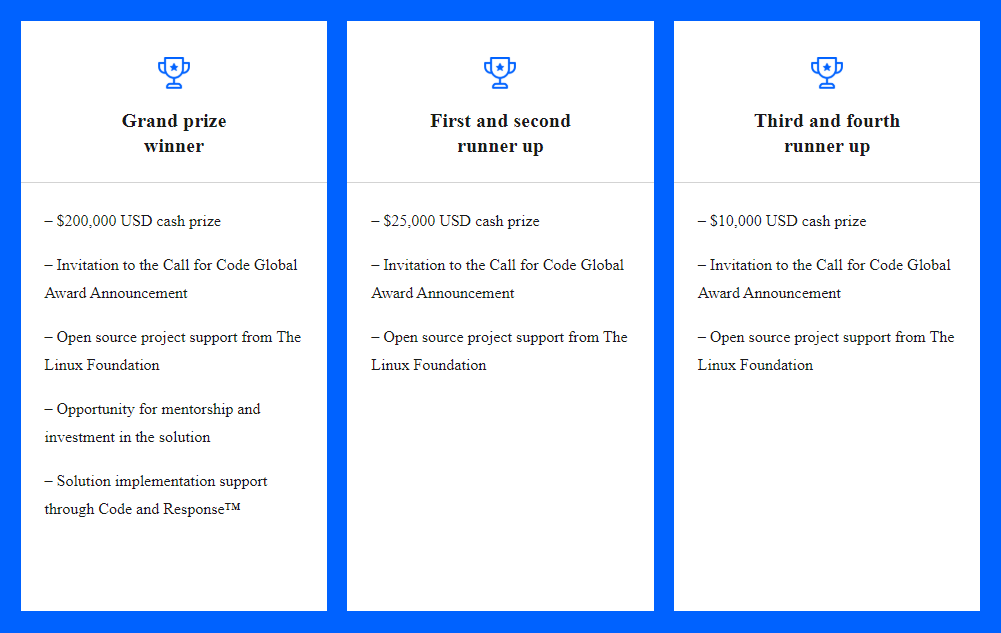 Grand prize
winner
– $200,000 USD cash prize
– Invitation to the Call for Code Global
Award Announcement
– Open source project support from The
Linux Foundation
– Opportunity for mentorship and
investment in the solution
– Solution implementation support
through Code and Response™
First and second
runner up
– $25,000 USD cash prize
– Invitation to the Call for Code Global
Award Announcement
– Open source project support from The
Linux Foundation
Third and fourth
runner up
– $10,000 USD cash prize
– Invitation to the Call for Code Global
Award Announcement
– Open source project support from The
Linux Foundation